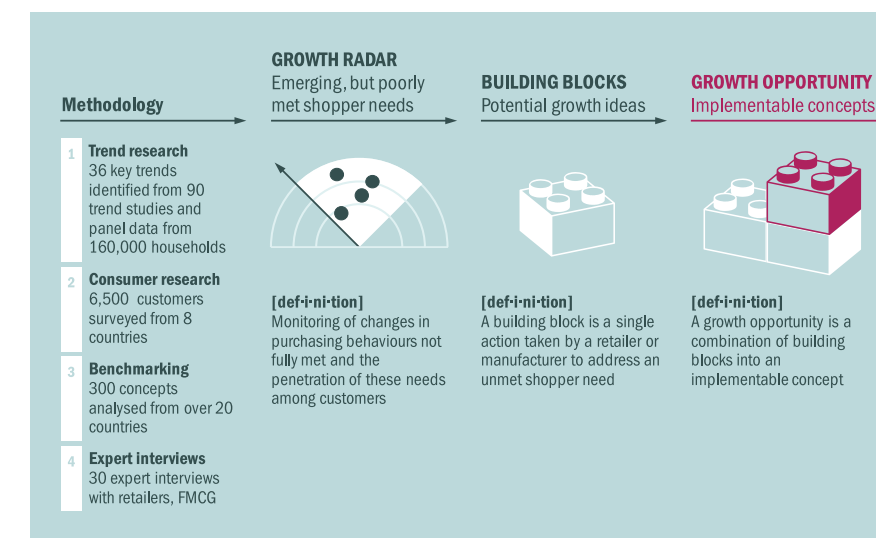 Methodology
1
Trend research
36 key trends
identified from 90
trend studies and
panel data from
160,000 households
2
Consumer research
6,500 customers
surveyed from 8
countries
3
Benchmarking
300 concepts
analysed from over 20
countries
4
Expert interviews
30 expert interviews
with retailers, FMCG
GROWTH RADAR
Emerging, but poorly
met shopper needs
[def·i·ni·tion]
Monitoring of changes in
purchasing behaviours not
fully met and the
penetration of these needs
among customers
BUILDING BLOCKS
Potential growth ideas
[def·i·ni·tion]
A building block is a single
action taken by a retailer or
manufacturer to address an
unmet shopper need
GROWTH OPPORTUNITY
Implementable concepts
[def·i·ni·tion]
A growth opportunity is a
combination of building
blocks into an
implementable concept